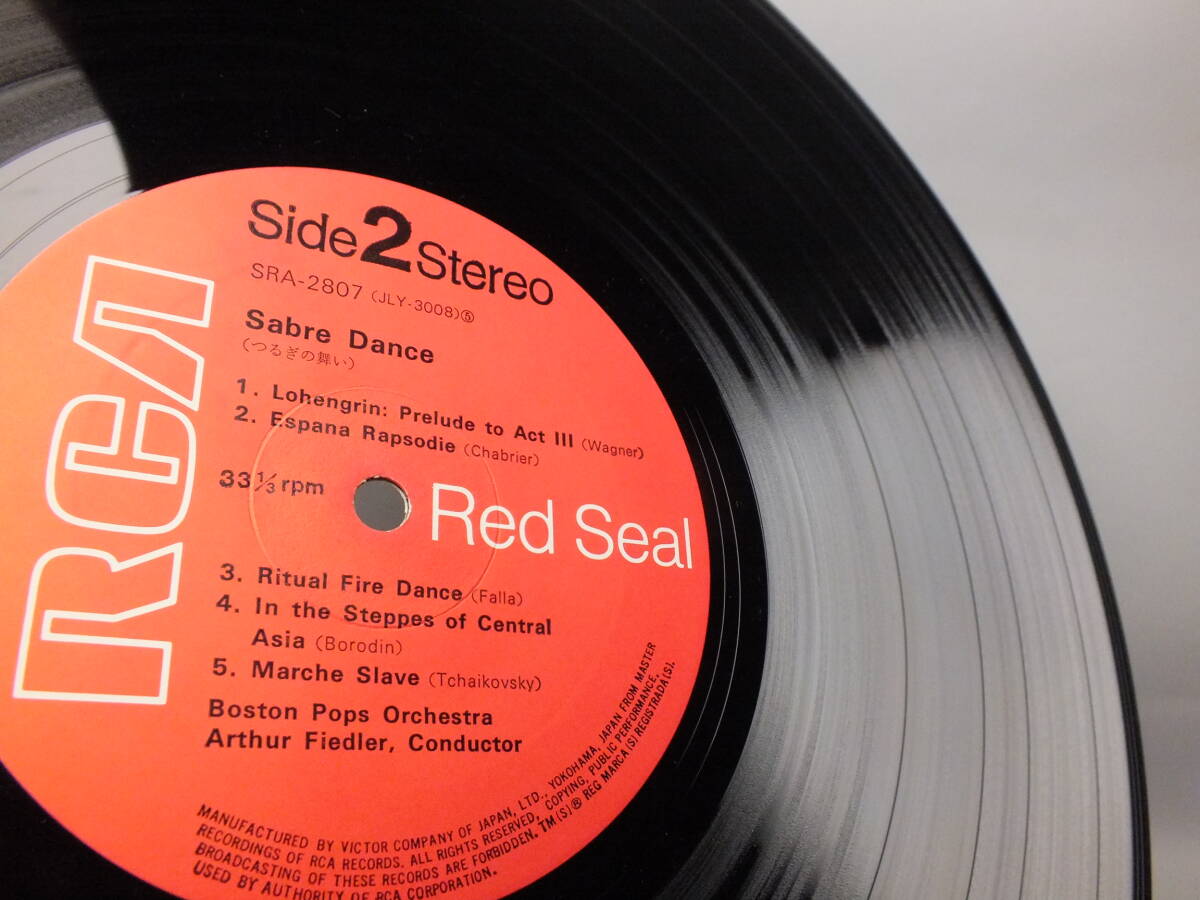 Side 2 Stereo
SRA-2807 (JLY-3008)⑤
Sabre Dance
(つるぎの舞い)
1. Lohengrin: Prelude to Act III (Wagner)
2. Espana Rapsodie (Chabrier)
33 1/3 rpm
RCA
Red Seal
3. Ritual Fire Dance (Falla)
4. In the Steppes of Central
Asia (Borodin)
5. Marche Slave (Tchaikovsky)
Boston Pops Orchestra
Arthur Fiedler, Conductor
MANUFACTURED BY VICTOR COMPANY OF JAPAN, LTD., YOKOHAMA, JAPAN FROM MASTER
RECORDINGS OF RCA RECORDS. ALL RIGHTS RESERVED, COPYING, PUBLIC PERFORMANCE,
BROADCASTING OF THESE RECORDS ARE FORBIDDEN. TM(S)® REG MARCA(S) REGISTRADA(S).
USED BY AUTHORITY OF RCA CORPORATION.